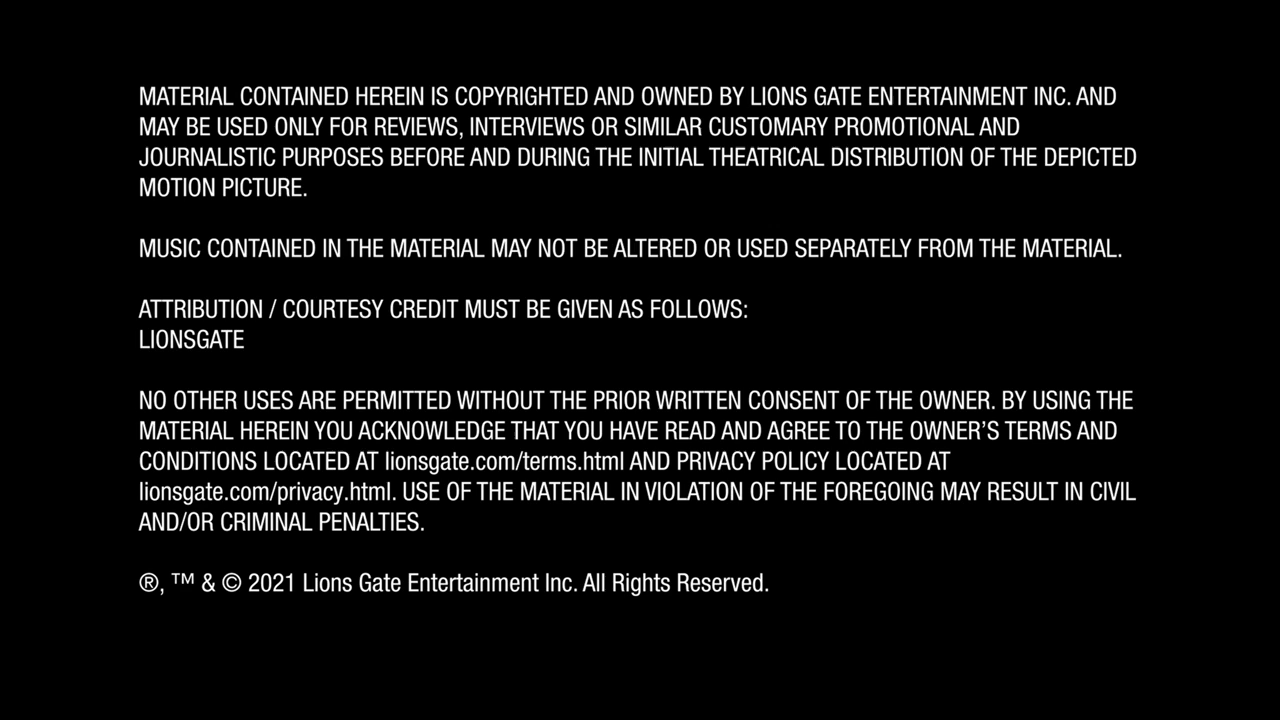 MATERIAL CONTAINED HEREIN IS COPYRIGHTED AND OWNED BY LIONS GATE ENTERTAINMENT INC. AND
MAY BE USED ONLY FOR REVIEWS, INTERVIEWS OR SIMILAR CUSTOMARY PROMOTIONAL AND
JOURNALISTIC PURPOSES BEFORE AND DURING THE INITIAL THEATRICAL DISTRIBUTION OF THE DEPICTED
MOTION PICTURE.
MUSIC CONTAINED IN THE MATERIAL MAY NOT BE ALTERED OR USED SEPARATELY FROM THE MATERIAL.
ATTRIBUTION / COURTESY CREDIT MUST BE GIVEN AS FOLLOWS:
LIONSGATE
NO OTHER USES ARE PERMITTED WITHOUT THE PRIOR WRITTEN CONSENT OF THE OWNER. BY USING THE
MATERIAL HEREIN YOU ACKNOWLEDGE THAT YOU HAVE READ AND AGREE TO THE OWNER’S TERMS AND
CONDITIONS LOCATED AT lionsgate.com/terms.html AND PRIVACY POLICY LOCATED AT
lionsgate.com/privacy.html. USE OF THE MATERIAL IN VIOLATION OF THE FOREGOING MAY RESULT IN CIVIL
AND/OR CRIMINAL PENALTIES.
®, ™ & © 2021 Lions Gate Entertainment Inc. All Rights Reserved.